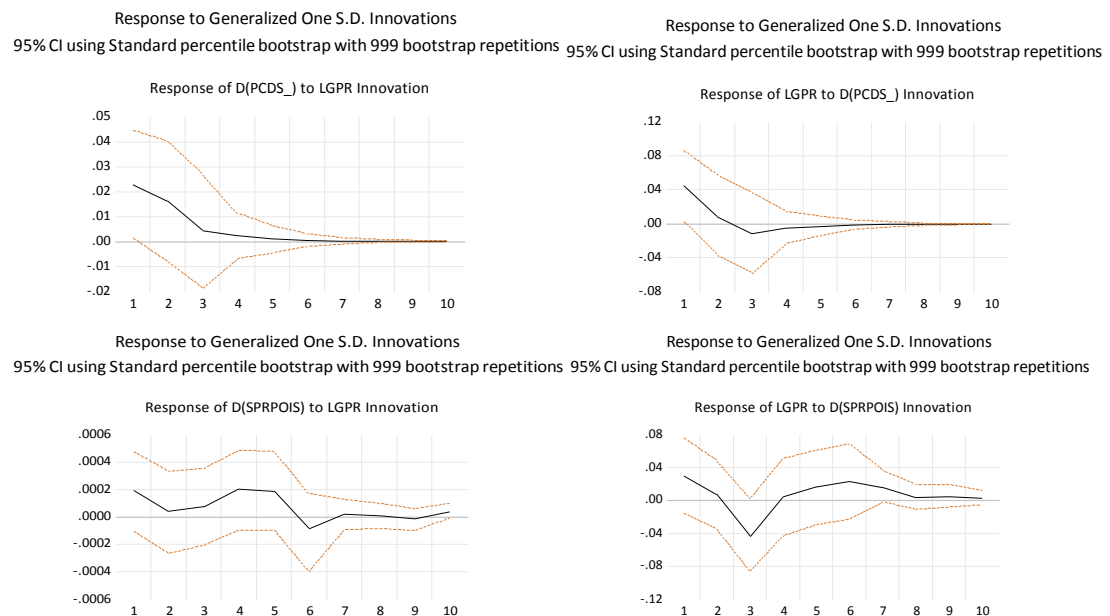 Response to Generalized One S.D. Innovations
95% CI using Standard percentile bootstrap with 999 bootstrap repetitions
Response of D(PCDS_) to LGPR Innovation
.05
.04
.03
.02
.01
.00
-.01
-.02
1 2 3 4 5 6 7 8 9 10
Response to Generalized One S.D. Innovations
95% CI using Standard percentile bootstrap with 999 bootstrap repetitions
Response of LGPR to D(PCDS_) Innovation
.12
.08
.04
.00
-.04
-.08
1 2 3 4 5 6 7 8 9 10
Response to Generalized One S.D. Innovations
95% CI using Standard percentile bootstrap with 999 bootstrap repetitions
Response of D(SPRPOIS) to LGPR Innovation
.0006
.0004
.0002
.0000
-.0002
-.0004
-.0006
1 2 3 4 5 6 7 8 9 10
Response to Generalized One S.D. Innovations
95% CI using Standard percentile bootstrap with 999 bootstrap repetitions
Response of LGPR to D(SPRPOIS) Innovation
.08
.04
.00
-.04
-.08
-.12
1 2 3 4 5 6 7 8 9 10